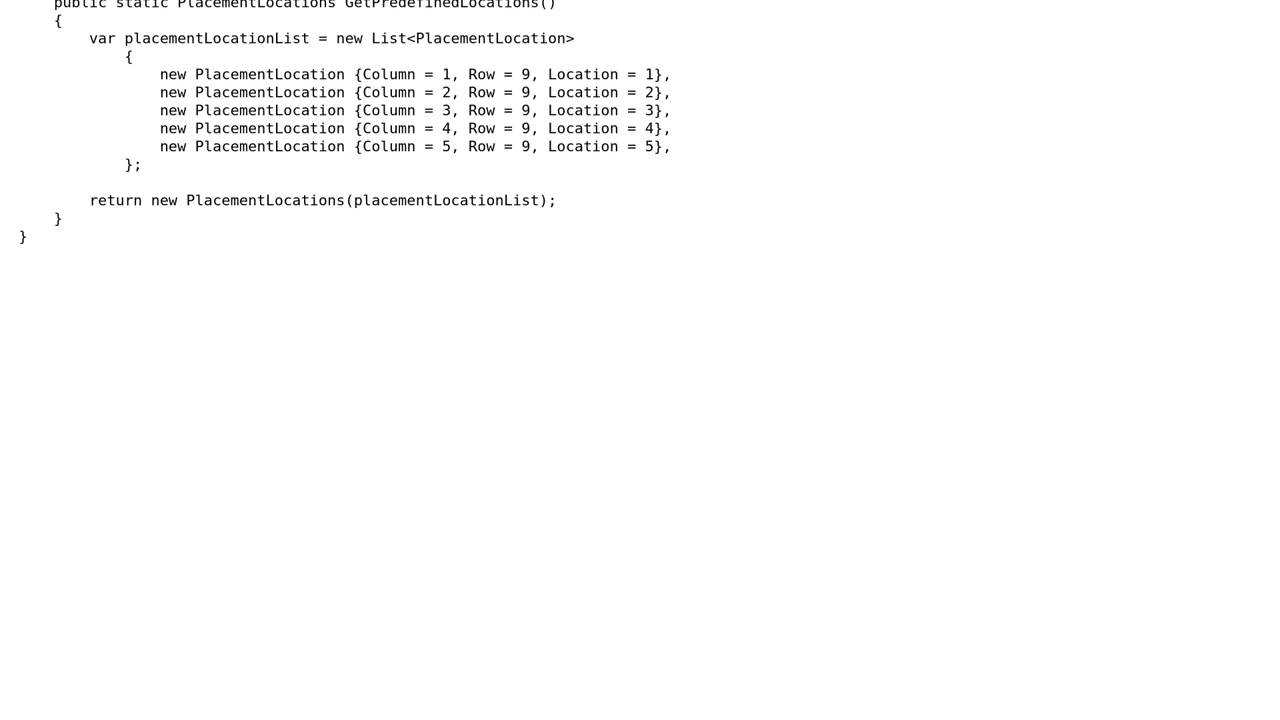 public static PlacementLocations GetPredefinedLocations()
    {
        var placementLocationList = new List<PlacementLocation>
            {
                new PlacementLocation {Column = 1, Row = 9, Location = 1},
                new PlacementLocation {Column = 2, Row = 9, Location = 2},
                new PlacementLocation {Column = 3, Row = 9, Location = 3},
                new PlacementLocation {Column = 4, Row = 9, Location = 4},
                new PlacementLocation {Column = 5, Row = 9, Location = 5},
            };

        return new PlacementLocations(placementLocationList);
    }
}